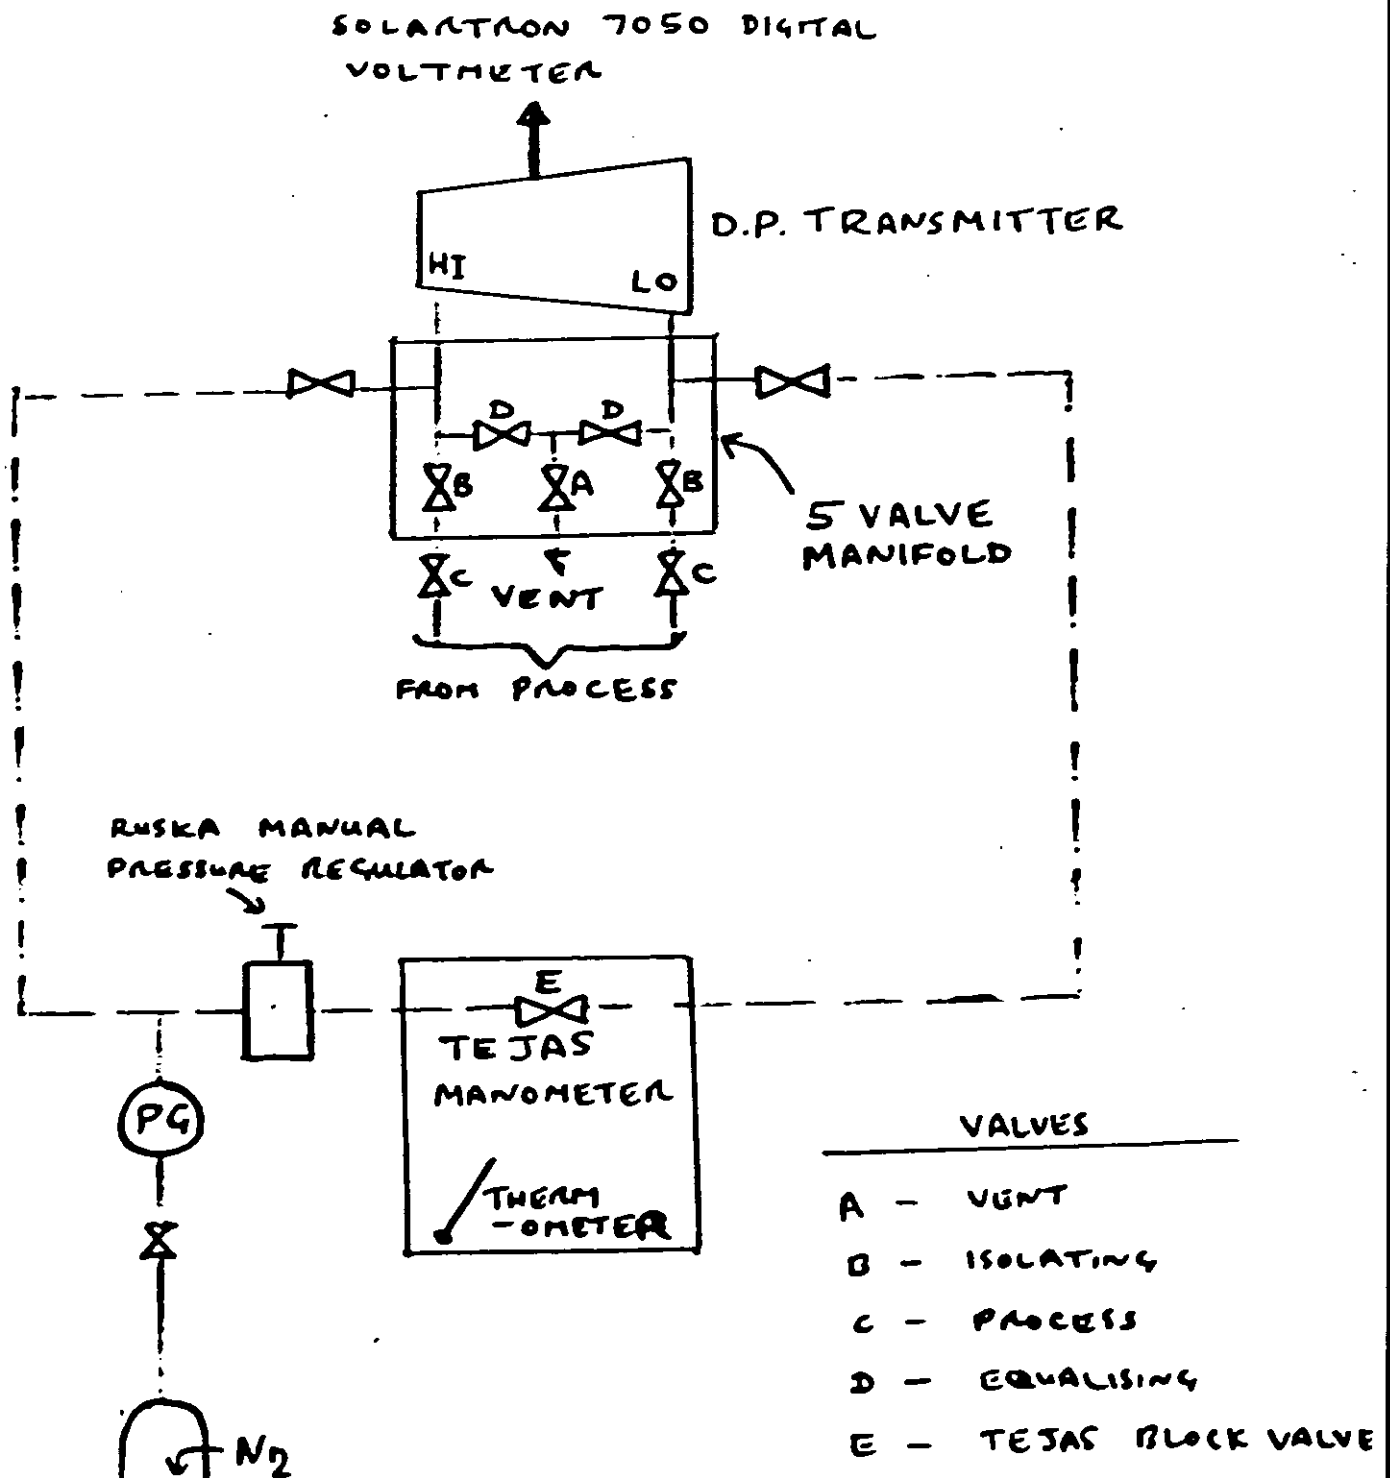 SOLARTRON 7050 DIGITAL
VOLTMETER
D.P. TRANSMITTER
HI
LO
D
D
B
A
B
5 VALVE
MANIFOLD
C
C
VENT
FROM PROCESS
RUSKA MANUAL
PRESSURE REGULATOR
E
TEJAS
MANOMETER
PG
THERM
-OMETER
VALVES
A - VENT
B - ISOLATING
C - PROCESS
D - EQUALISING
E - TEJAS BLOCK VALVE
N2